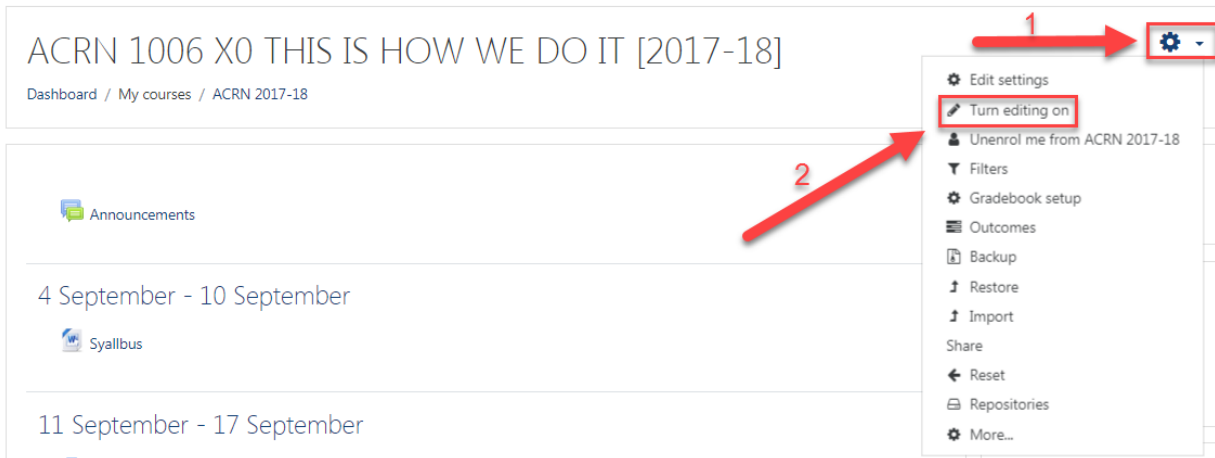 1
ACRN 1006 X0 THIS IS HOW WE DO IT [2017-18]
Dashboard / My courses / ACRN 2017-18
Edit settings
Turn editing on
Unenrol me from ACRN 2017-18
2
Filters
Gradebook setup
Announcements
Outcomes
Backup
4 September - 10 September
Restore
Import
Syallbus
Share
Reset
Repositories
11 September - 17 September
More...